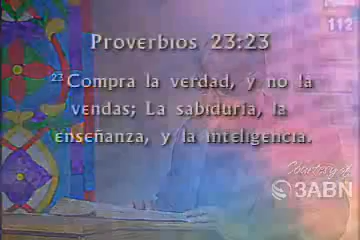 Proverbios 23:23
23 Compra la verdad, y no la
vendas; La sabiduría, la
enseñanza, y la inteligencia.
112
Courtesy of
3ABN